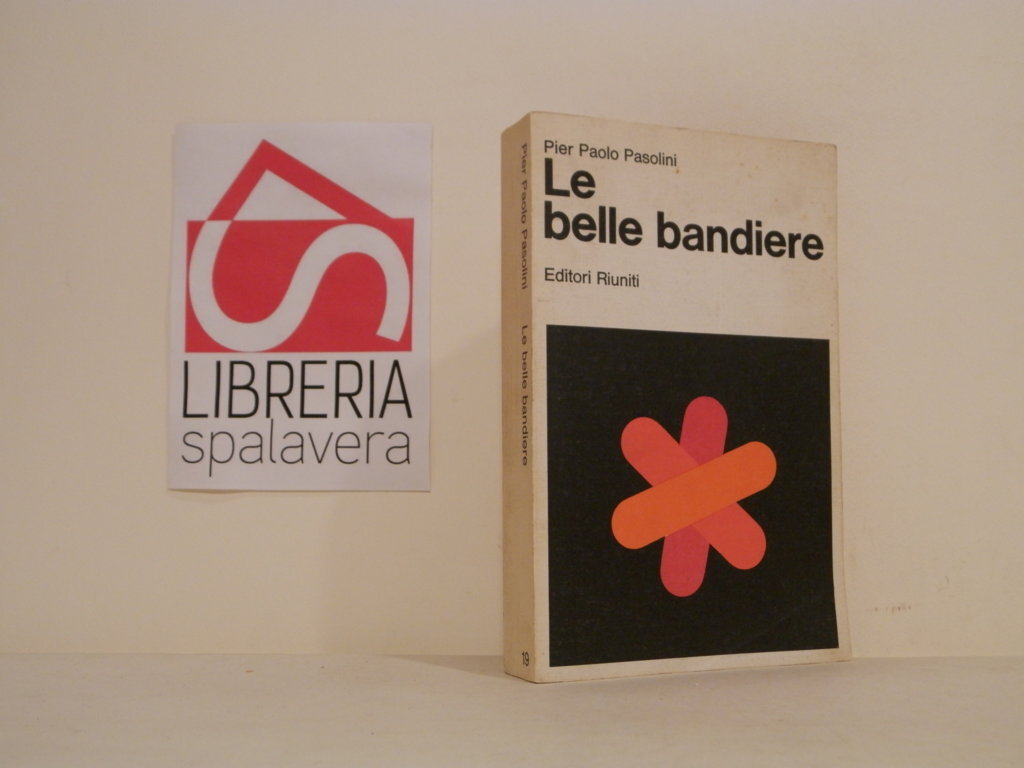 LIBRERIA
spalavera
Pier Paolo Pasolini
Le
belle bandiere
Editori Riuniti
Pier Paolo Pasolini Le belle bandiere
19